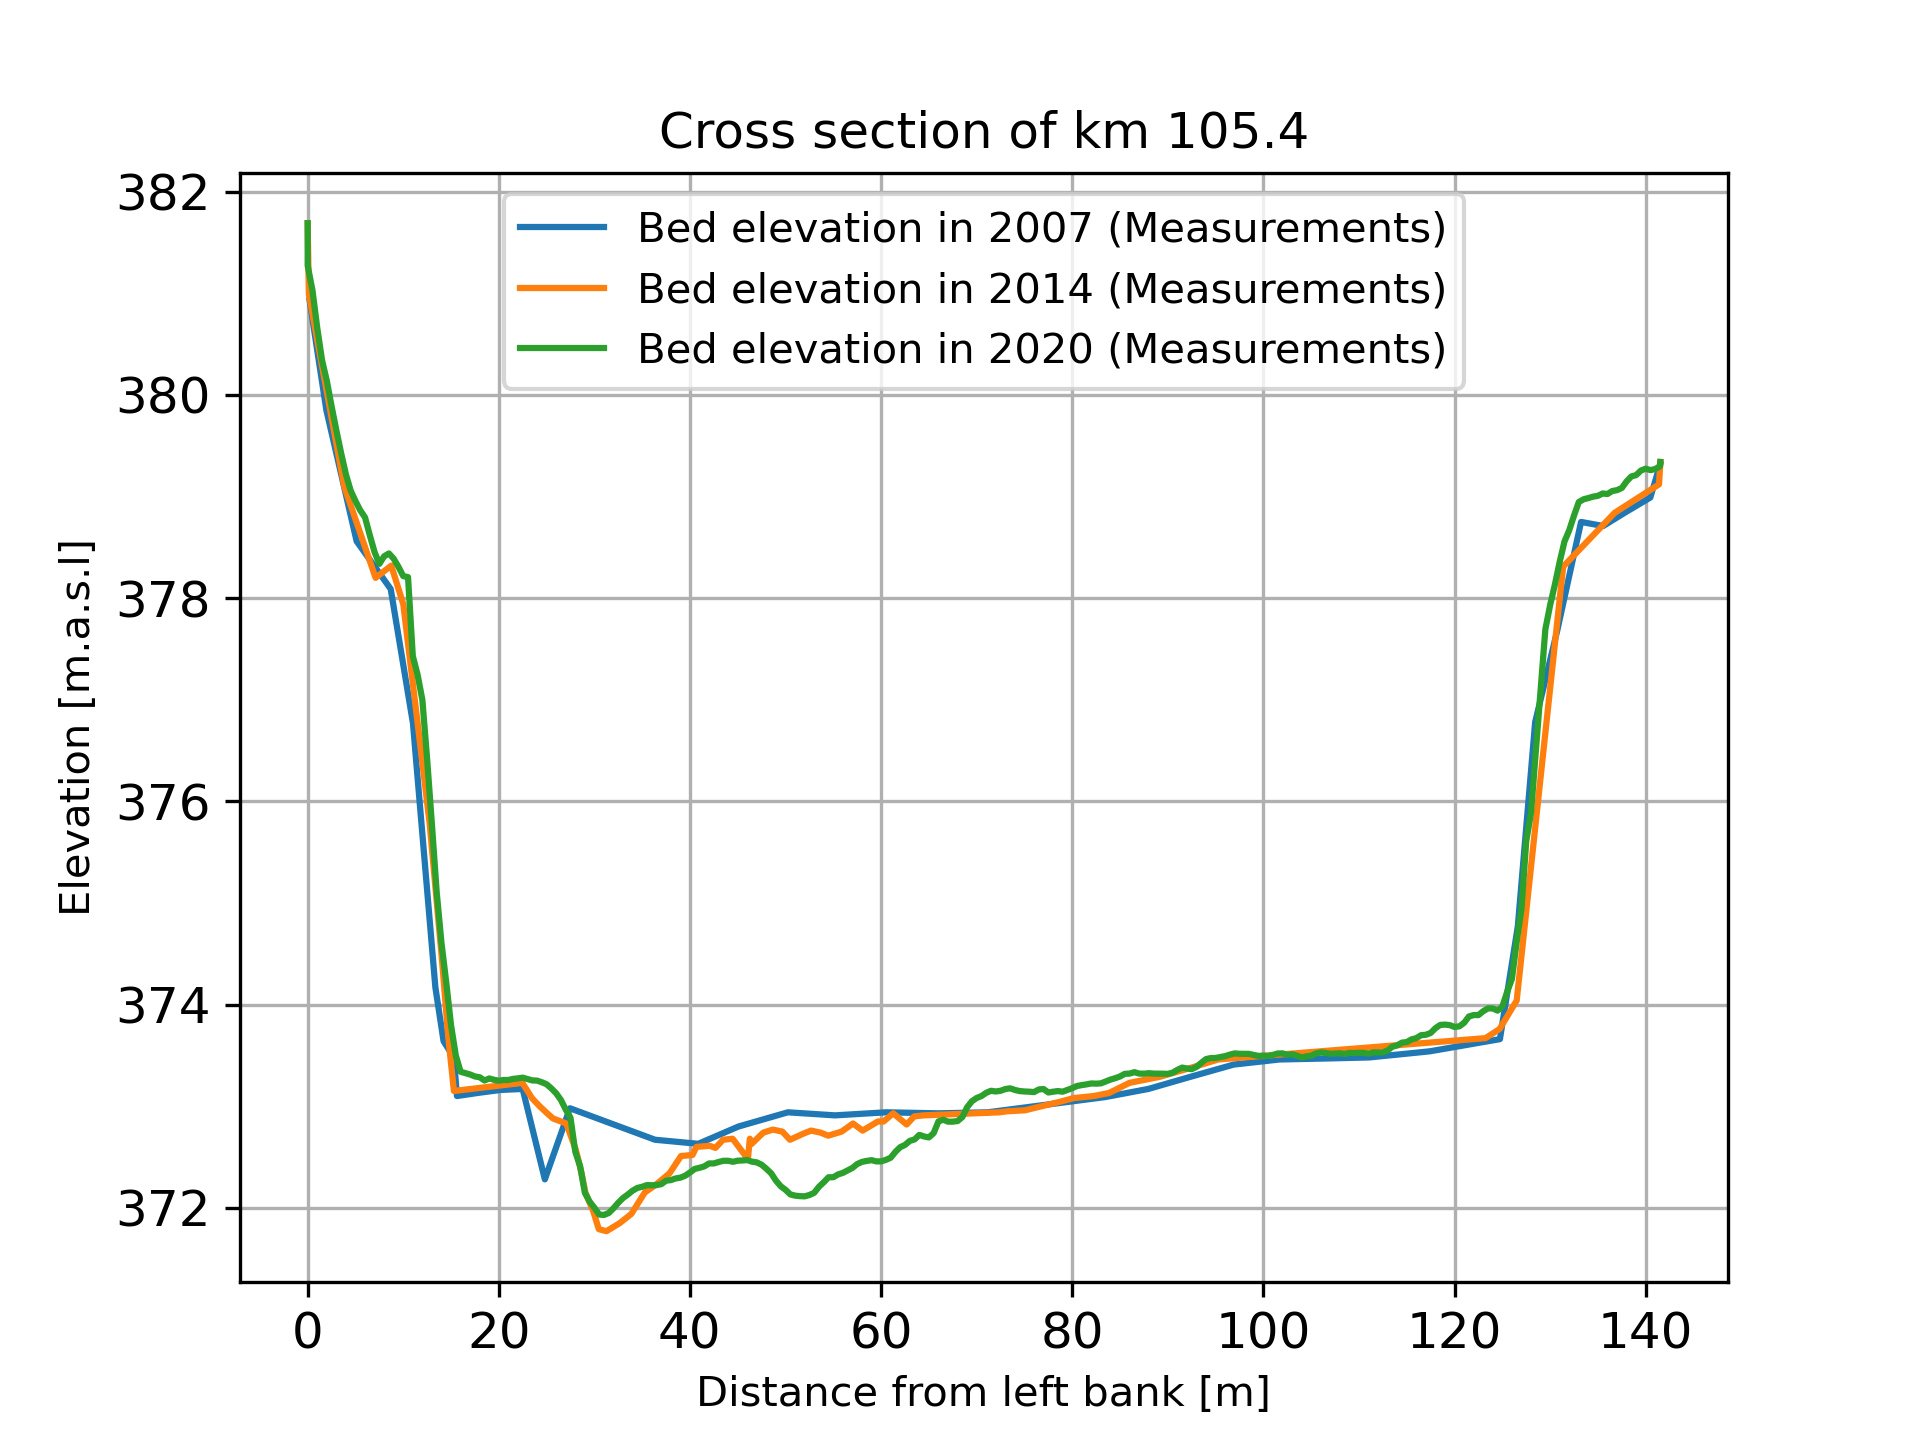 Cross section of km 105.4
382
380
378
376
374
372
Elevation [m.a.s.l]
Bed elevation in 2007 (Measurements)
Bed elevation in 2014 (Measurements)
Bed elevation in 2020 (Measurements)
0 20 40 60 80 100 120 140
Distance from left bank [m]